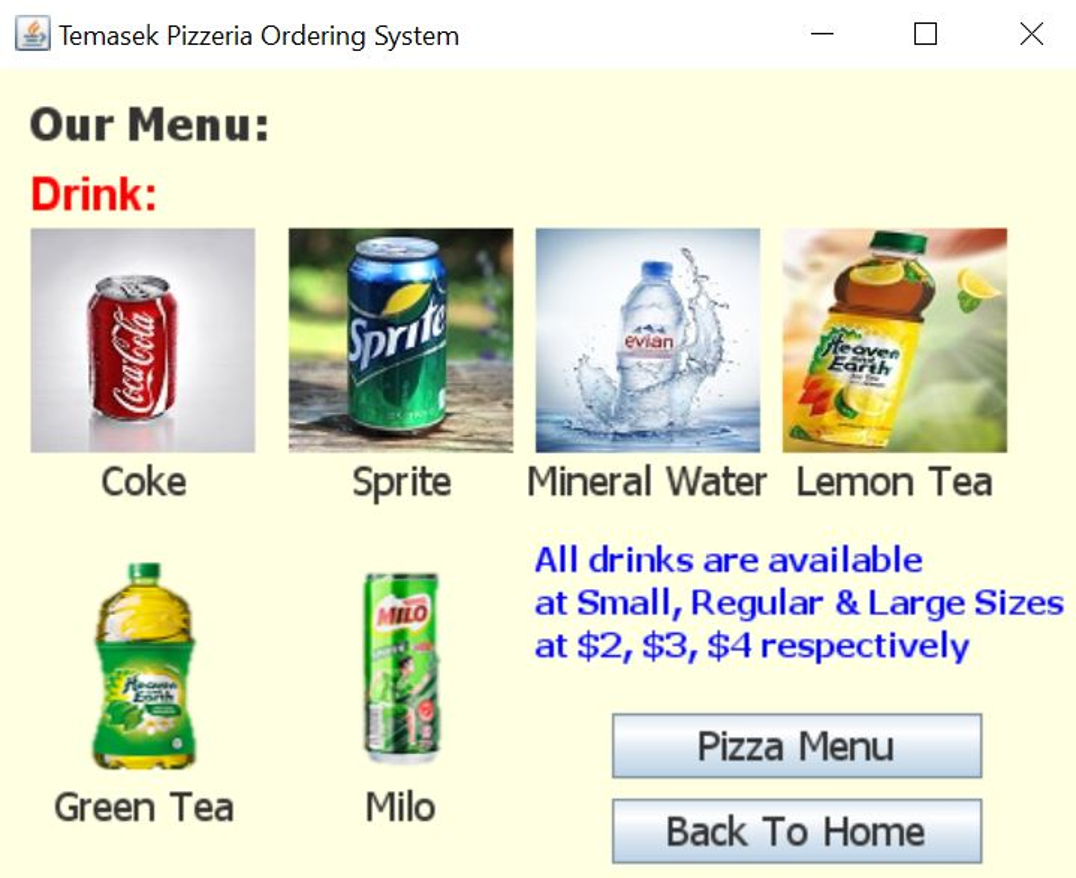 Temasek Pizzeria Ordering System
Our Menu:
Drink:
Coca-Cola
Sprite
evian
Heaven
and
Earth
Coke
Sprite
Mineral Water
Lemon Tea
All drinks are available
at Small, Regular & Large Sizes
at $2, $3, $4 respectively
Heaven
Earth
MILO
Green Tea
Milo
Pizza Menu
Back To Home